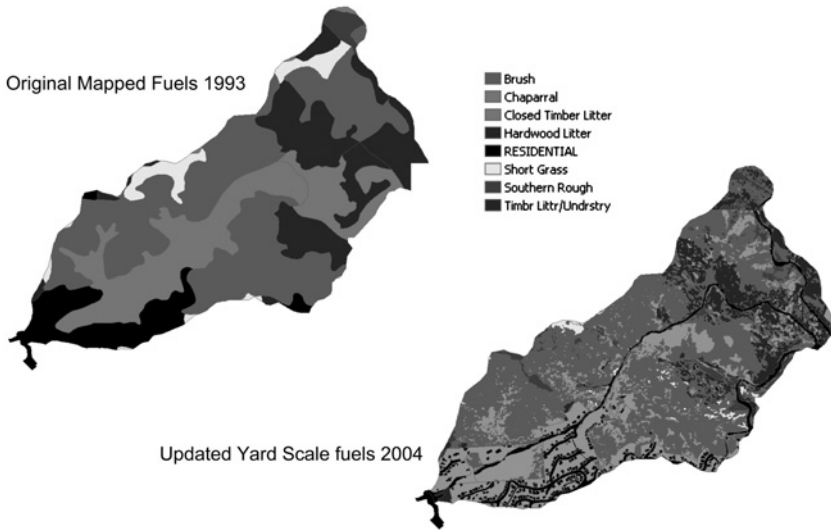 Original Mapped Fuels 1993
Brush
Chaparral
Closed Timber Litter
Hardwood Litter
RESIDENTIAL
Short Grass
Southern Rough
Timbr Littr/Undrstry
Updated Yard Scale fuels 2004